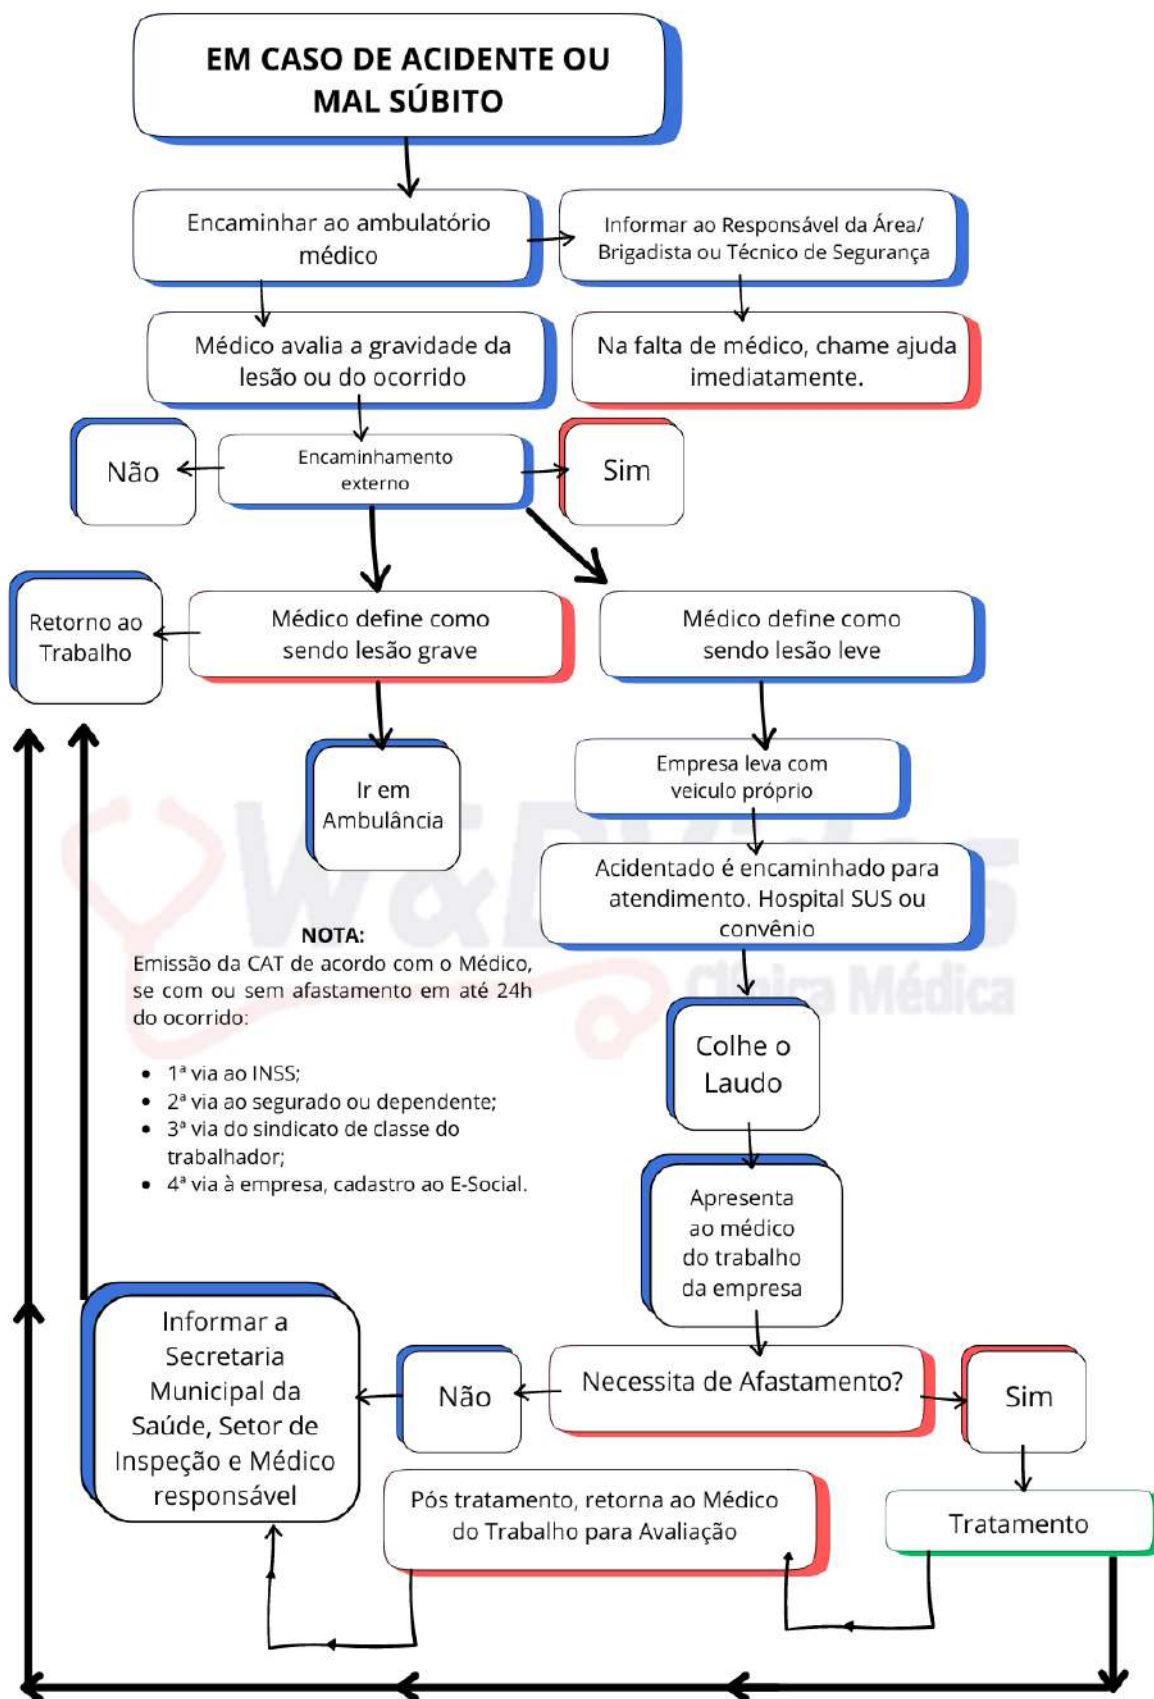 EM CASO DE ACIDENTE OU
MAL SÚBITO
Encaminhar ao ambulatório
médico
Informar ao Responsável da Área/
Brigadista ou Técnico de Segurança
Médico avalia a gravidade da
lesão ou do ocorrido
Na falta de médico, chame ajuda
imediatamente.
Não
Encaminhamento
externo
Sim
Retorno ao
Trabalho
Médico define como
sendo lesão grave
Médico define como
sendo lesão leve
Ir em
Ambulância
Empresa leva com
veiculo próprio
Acidentado é encaminhado para
atendimento. Hospital SUS ou
convênio
Clínica Médica
NOTA:
Emissão da CAT de acordo com o Médico,
se com ou sem afastamento em até 24h
do ocorrido:
• 1ª via ao INSS;
• 2ª via ao segurado ou dependente;
• 3ª via do sindicato de classe do
trabalhador;
• 4ª via à empresa, cadastro ao E-Social.
Colhe o
Laudo
Apresenta
ao médico
do trabalho
da empresa
Informar a
Secretaria
Municipal da
Saúde, Setor de
Inspeção e Médico
responsável
Não
Necessita de Afastamento?
Sim
Pós tratamento, retorna ao Médico
do Trabalho para Avaliação
Tratamento